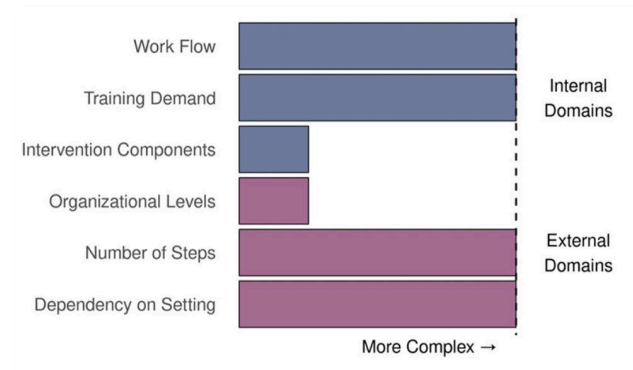 Work Flow
Training Demand
Intervention Components
Organizational Levels
Number of Steps
Dependency on Setting
Internal
Domains
External
Domains
More Complex →